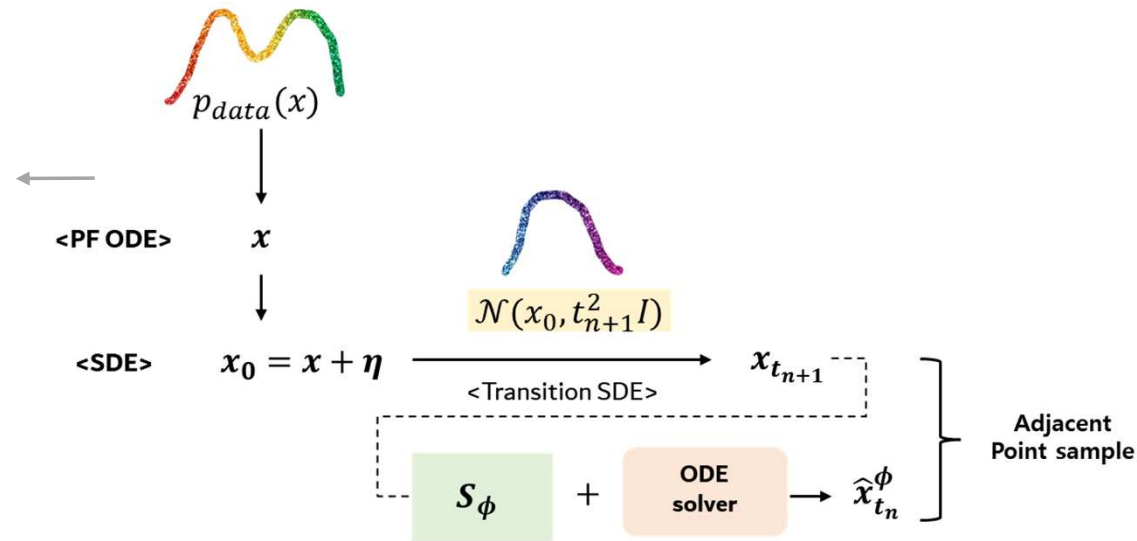 p_{data}(x)
<PF ODE> x
𝒩(x_0, t_{n+1}^2 I)
<SDE> x_0 = x + η
x_{t_{n+1}}
<Transition SDE>
Adjacent
Point sample
S_ϕ + ODE
solver
x̂_{t_n}^ϕ